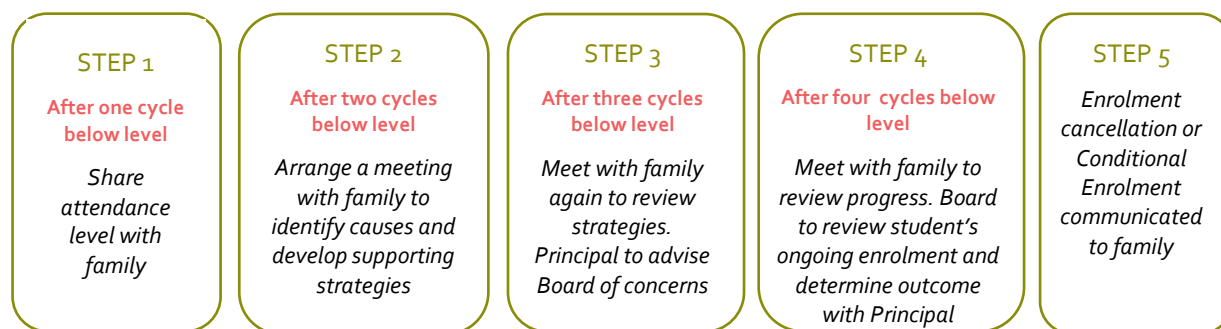 STEP 1
After one cycle
below level
Share
attendance
level with
family
STEP 2
After two cycles
below level
Arrange a meeting
with family to
identify causes and
develop supporting
strategies
STEP 3
After three cycles
below level
Meet with family
again to review
strategies.
Principal to advise
Board of concerns
STEP 4
After four cycles below
level
Meet with family to
review progress. Board
to review student's
ongoing enrolment and
determine outcome
with Principal
STEP 5
Enrolment
cancellation or
Conditional
Enrolment
communicated
to family